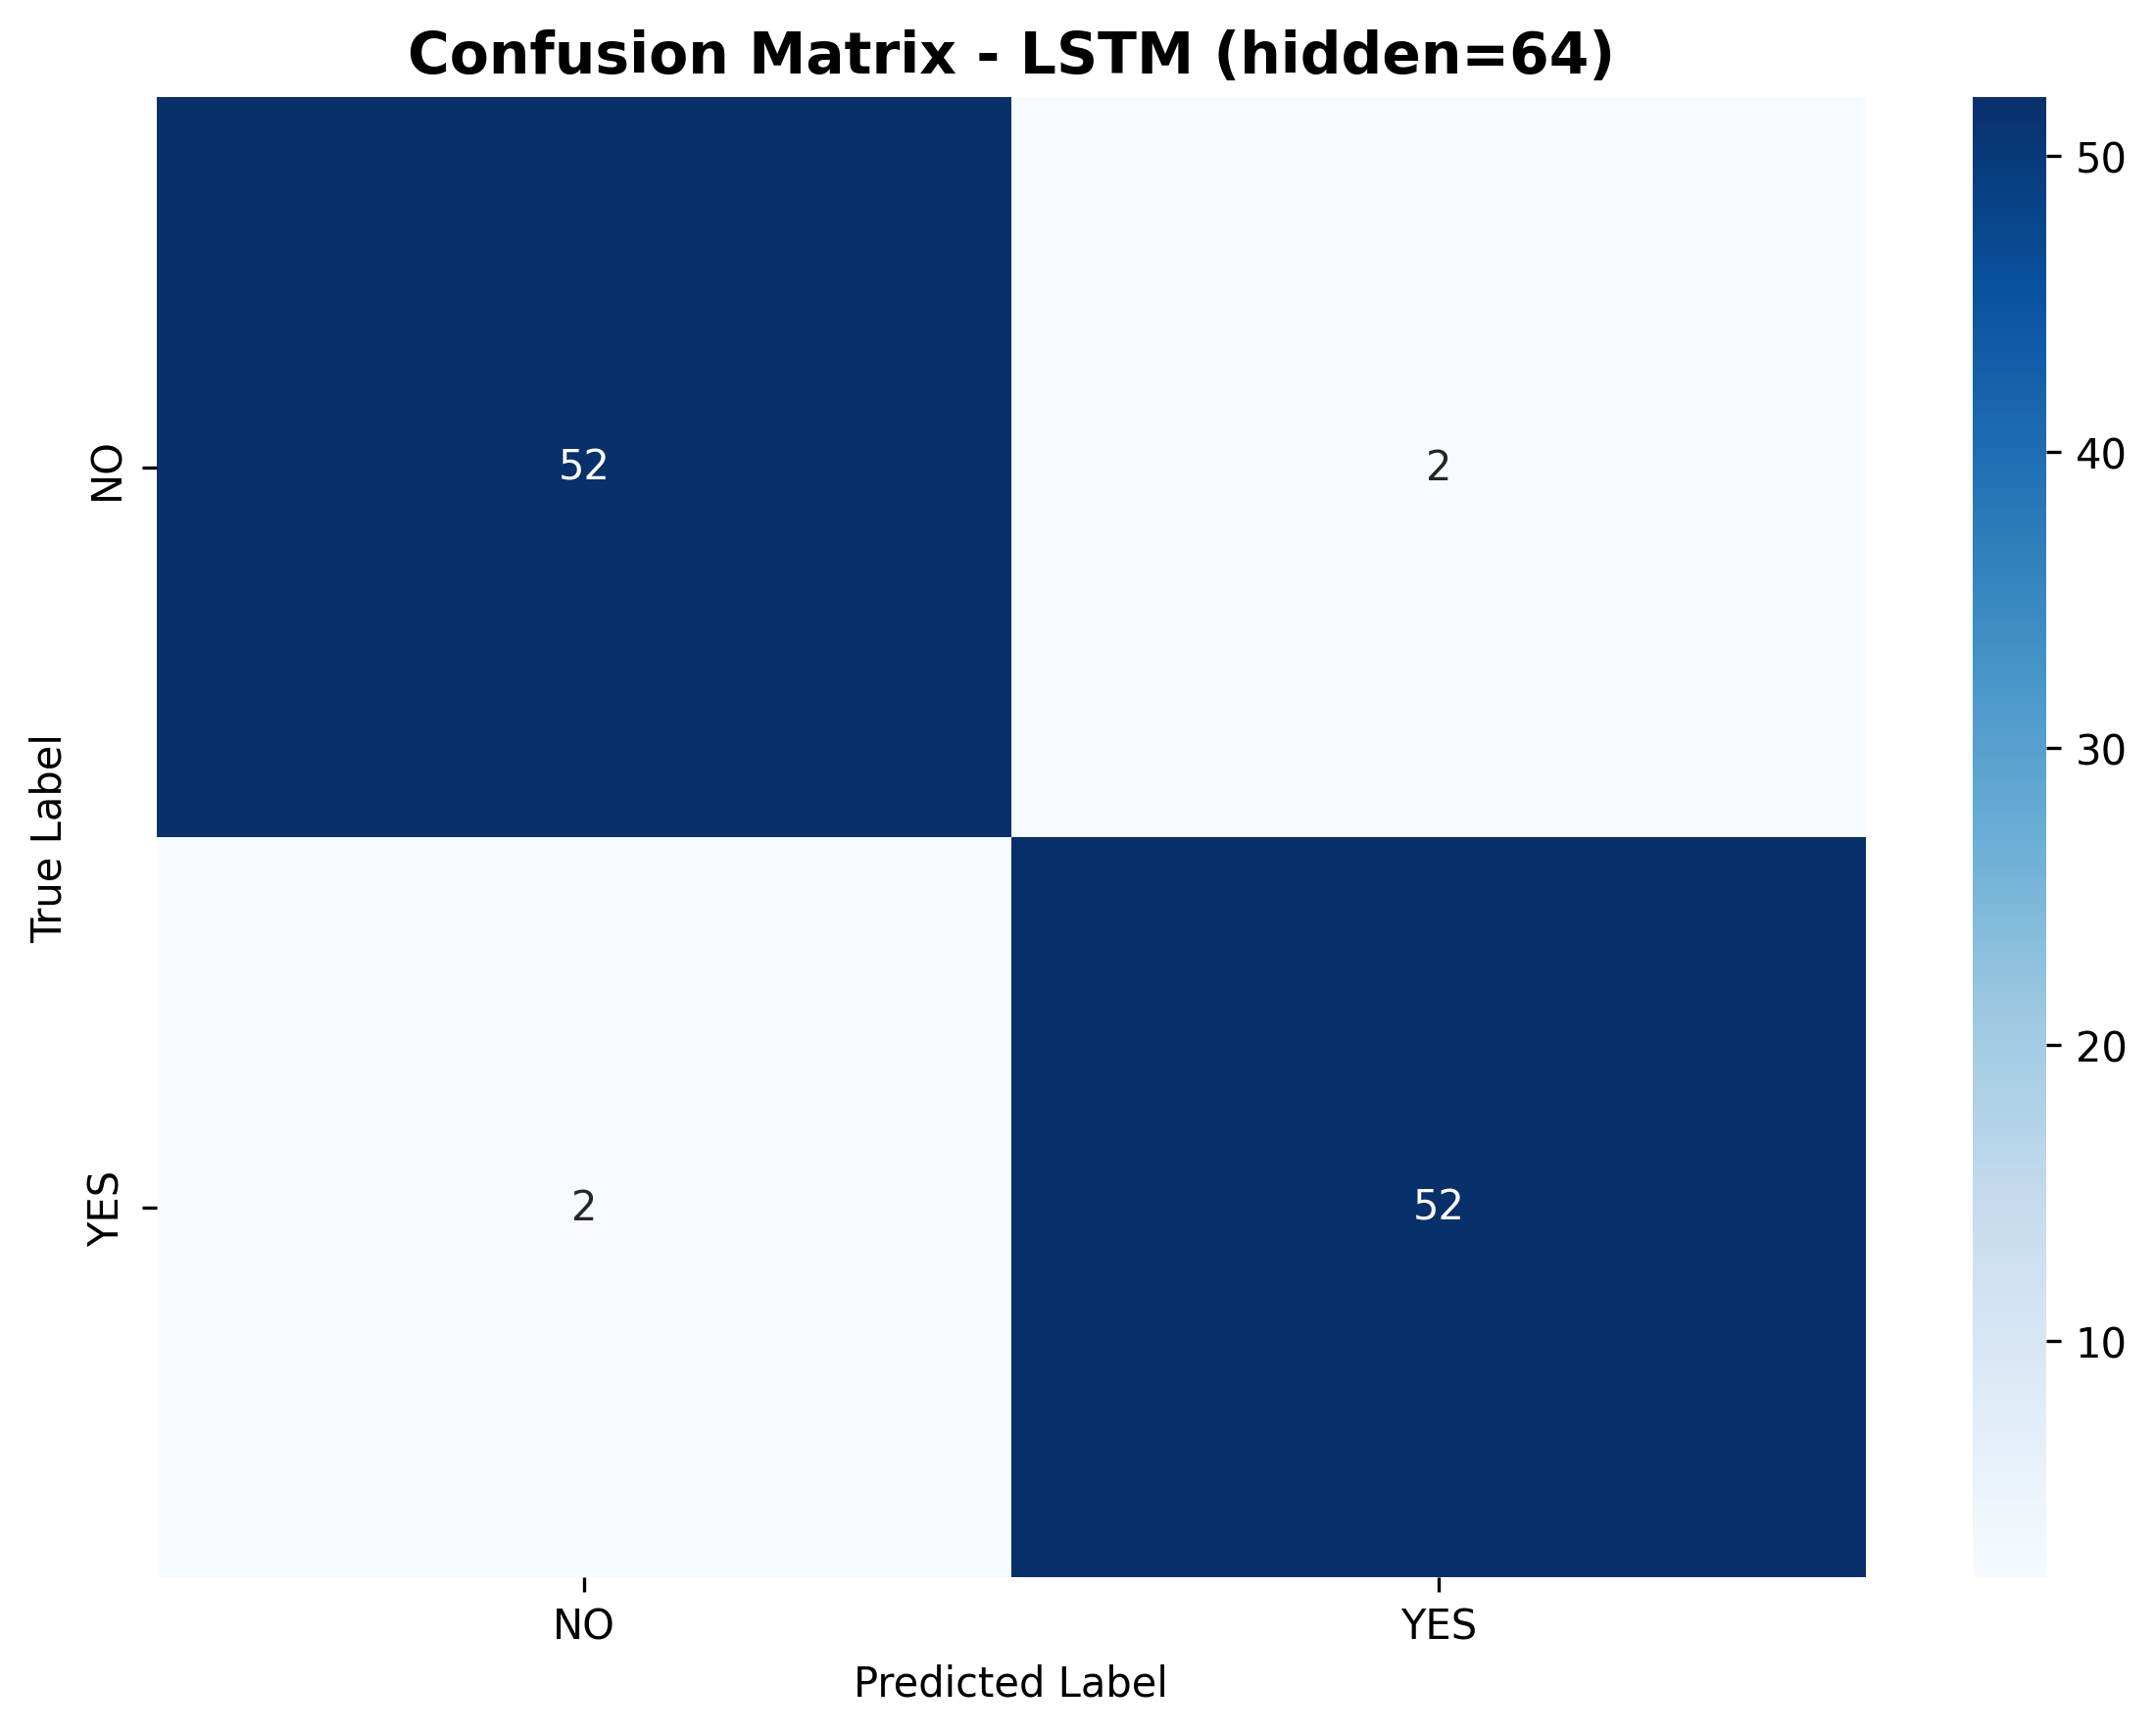 Confusion Matrix - LSTM (hidden=64)
True Label
NO
YES
52
2
2
52
NO
YES
Predicted Label
50
40
30
20
10